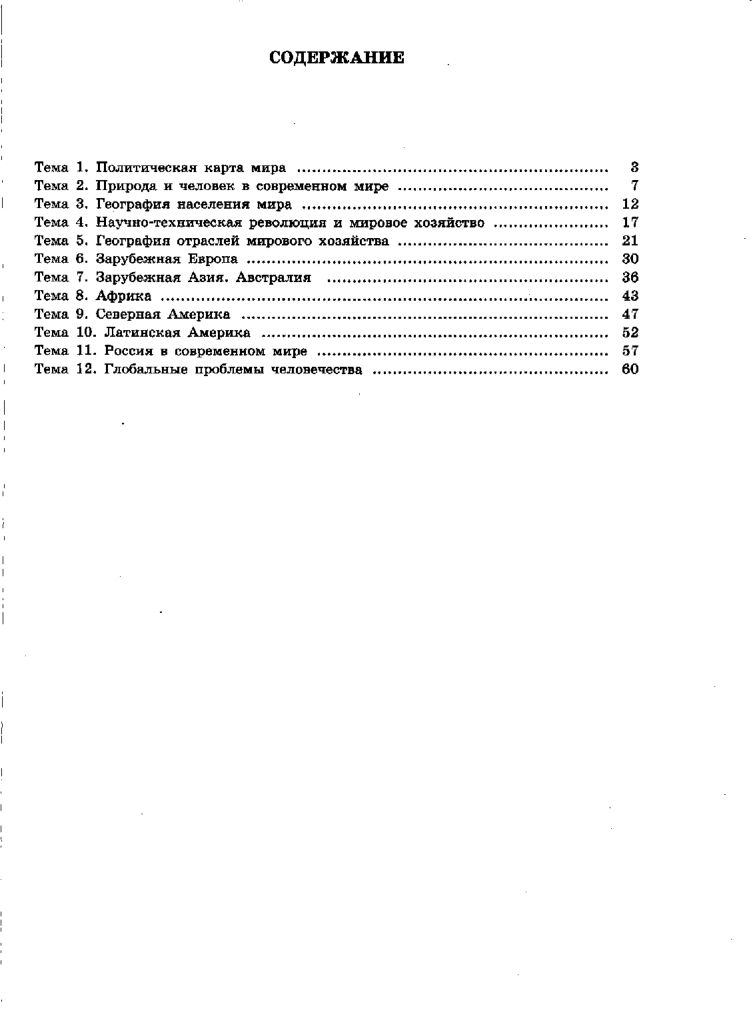 СОДЕРЖАНИЕ
Тема 1. Политическая карта мира ........................................................................ 3
Тема 2. Природа и человек в современном мире ................................................ 7
Тема 3. География населения мира ...................................................................... 12
Тема 4. Научно-техническая революция и мировое хозяйство .......................... 17
Тема 5. География отраслей мирового хозяйства ................................................ 21
Тема 6. Зарубежная Европа .................................................................................. 30
Тема 7. Зарубежная Азия. Австралия ................................................................ 36
Тема 8. Африка ...................................................................................................... 43
Тема 9. Северная Америка .................................................................................... 47
Тема 10. Латинская Америка ................................................................................ 52
Тема 11. Россия в современном мире .................................................................. 57
Тема 12. Глобальные проблемы человечества ...................................................... 60